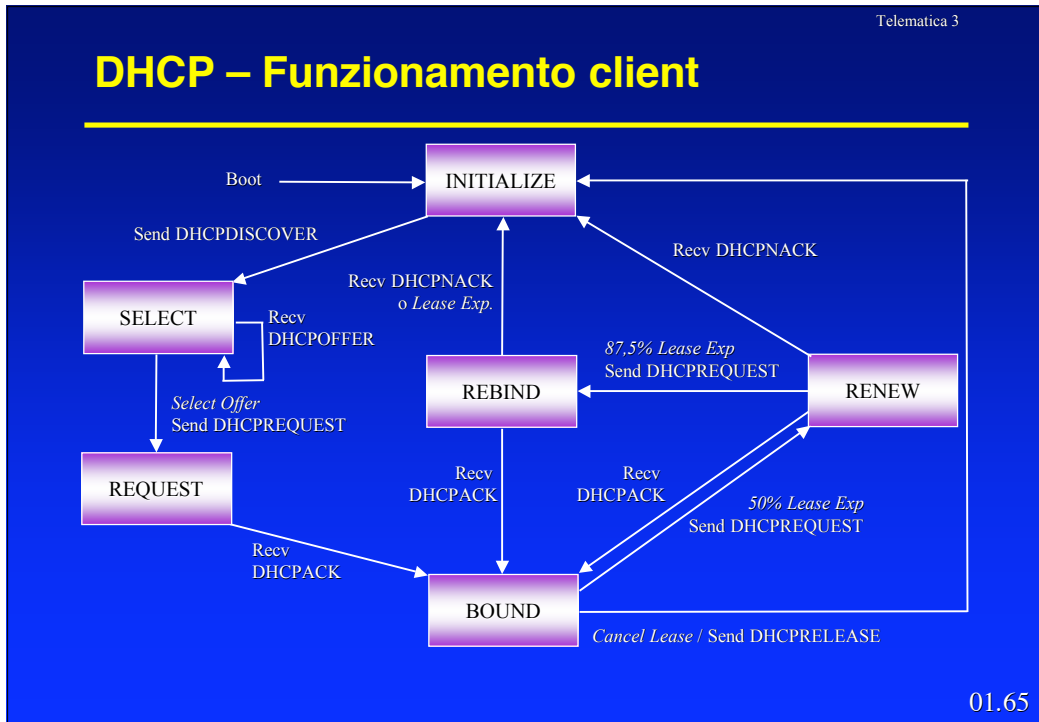 Telematica 3
DHCP – Funzionamento client
Boot
INITIALIZE
Send DHCPDISCOVER
Recv DHCPNACK
Recv DHCPNACK
o Lease Exp.
SELECT
Recv
DHCPOFFER
87,5% Lease Exp
Send DHCPREQUEST
REBIND
RENEW
Select Offer
Send DHCPREQUEST
REQUEST
Recv
DHCPACK
Recv
DHCPACK
50% Lease Exp
Send DHCPREQUEST
Recv
DHCPACK
BOUND
Cancel Lease / Send DHCPRELEASE
01.65